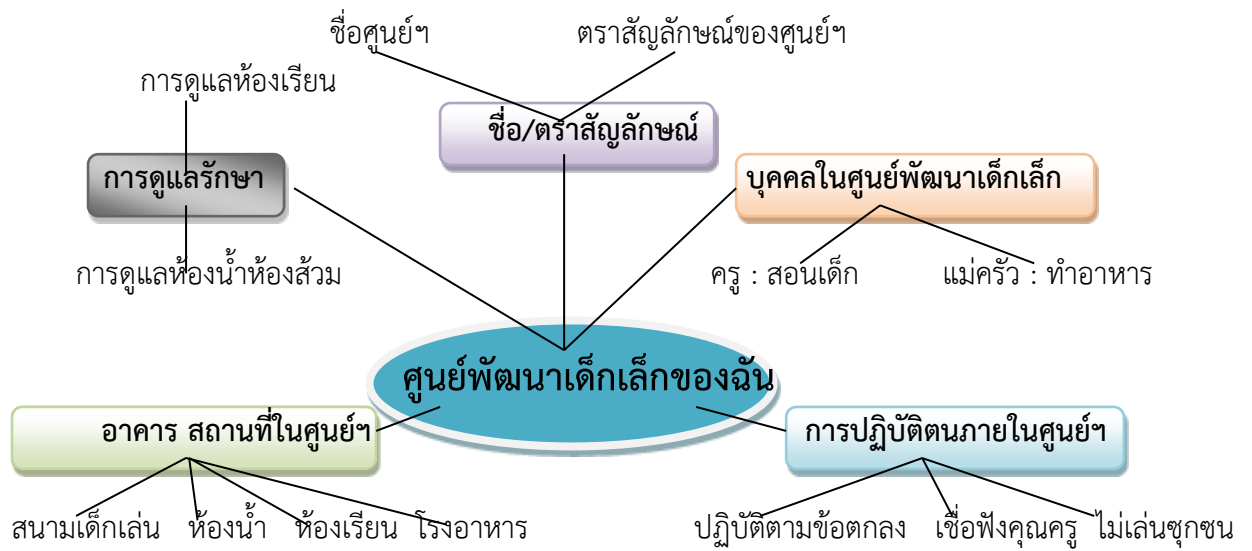 ชื่อศูนย์ฯ
ตราสัญลักษณ์ของศูนย์ฯ
การดูแลห้องเรียน
ชื่อ/ตราสัญลักษณ์
การดูแลรักษา
บุคคลในศูนย์พัฒนาเด็กเล็ก
การดูแลห้องน้ำห้องส้วม
ครู : สอนเด็ก
แม่ครัว : ทำอาหาร
ศูนย์พัฒนาเด็กเล็กของฉัน
อาคาร สถานที่ในศูนย์ฯ
การปฏิบัติตนภายในศูนย์ฯ
สนามเด็กเล่น
ห้องน้ำ
ห้องเรียน
โรงอาหาร
ปฏิบัติตามข้อตกลง
เชื่อฟังคุณครู
ไม่เล่นซุกซน